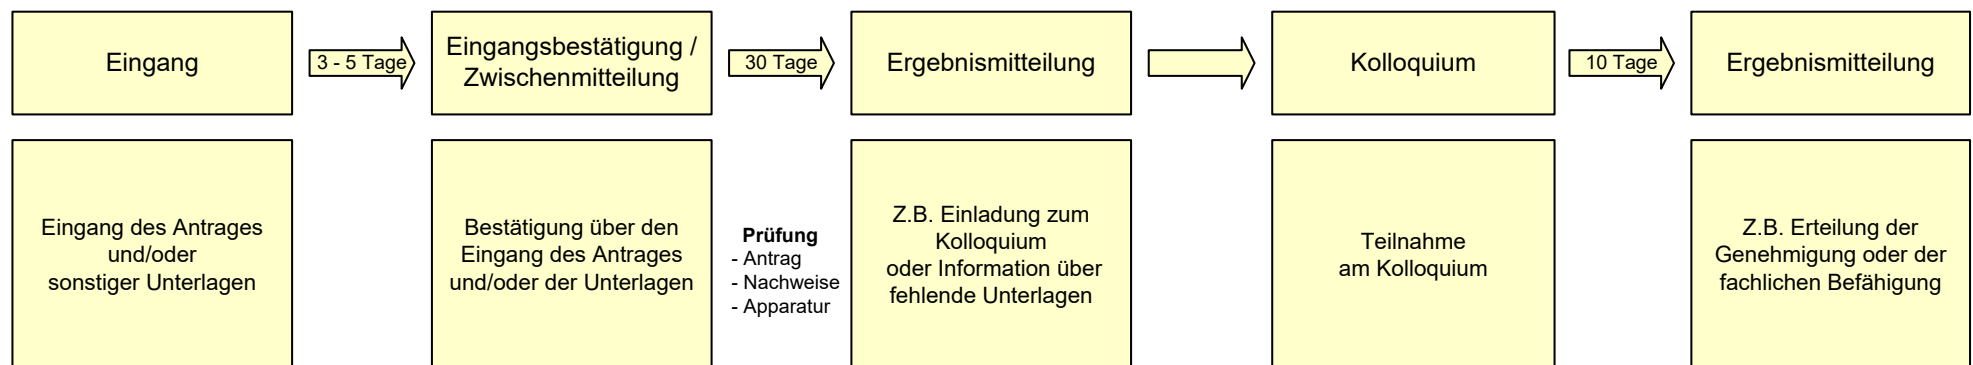 Eingang
3 - 5 Tage
Eingangsbestätigung /
Zwischenmitteilung
30 Tage
Ergebnismitteilung
Kolloquium
10 Tage
Ergebnismitteilung
Eingang des Antrages
und/oder
sonstiger Unterlagen
Bestätigung über den
Eingang des Antrages
und/oder der Unterlagen
Prüfung
- Antrag
- Nachweise
- Apparatur
Z.B. Einladung zum
Kolloquium
oder Information über
fehlende Unterlagen
Teilnahme
am Kolloquium
Z.B. Erteilung der
Genehmigung oder der
fachlichen Befähigung